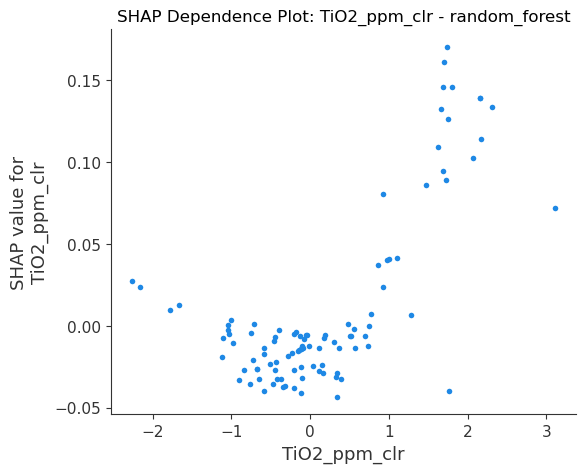 SHAP Dependence Plot: TiO2_ppm_clr - random_forest
SHAP value for
TiO2_ppm_clr
0.15
0.10
0.05
0.00
−0.05
−2
−1
0
1
2
3
TiO2_ppm_clr